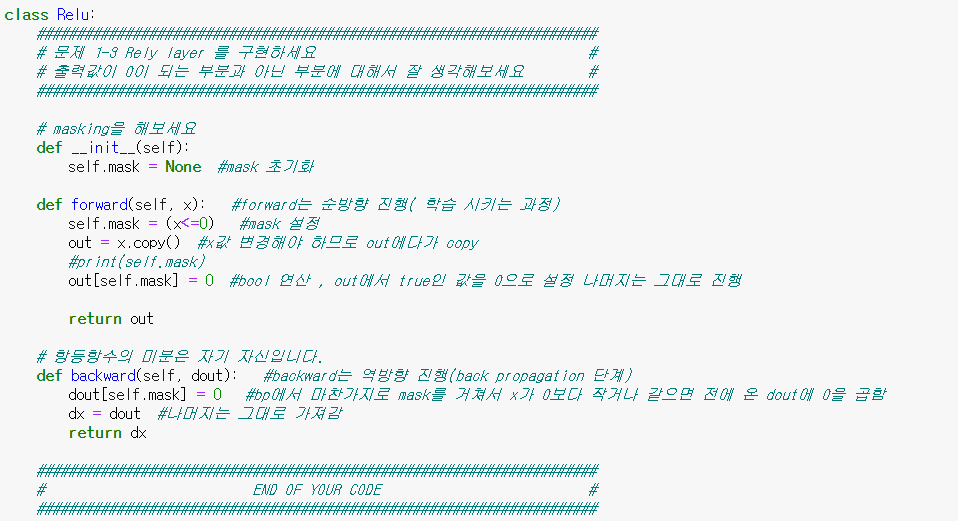 class Relu:
######################################################################
# 문제 1-3 Rely layer 를 구현하세요 #
# 출력값이 0이 되는 부분과 아닌 부분에 대해서 잘 생각해보세요 #
######################################################################
# masking을 해보세요
def __init__(self):
self.mask = None #mask 초기화
def forward(self, x): #forward는 순방향 진행( 학습 시키는 과정)
self.mask = (x<=0) #mask 설정
out = x.copy() #x값 변경해야 하므로 out에다가 copy
#print(self.mask)
out[self.mask] = 0 #bool 연산 , out에서 true인 값을 0으로 설정 나머지는 그대로 진행
return out
# 항등함수의 미분은 자기 자신입니다.
def backward(self, dout): #backward는 역방향 진행(back propagation 단계)
dout[self.mask] = 0 #bp에서 마찬가지로 mask를 거쳐서 x가 0보다 작거나 같으면 전에 온 dout에 0을 곱함
dx = dout #나머지는 그대로 가져감
return dx
######################################################################
# END OF YOUR CODE #
######################################################################